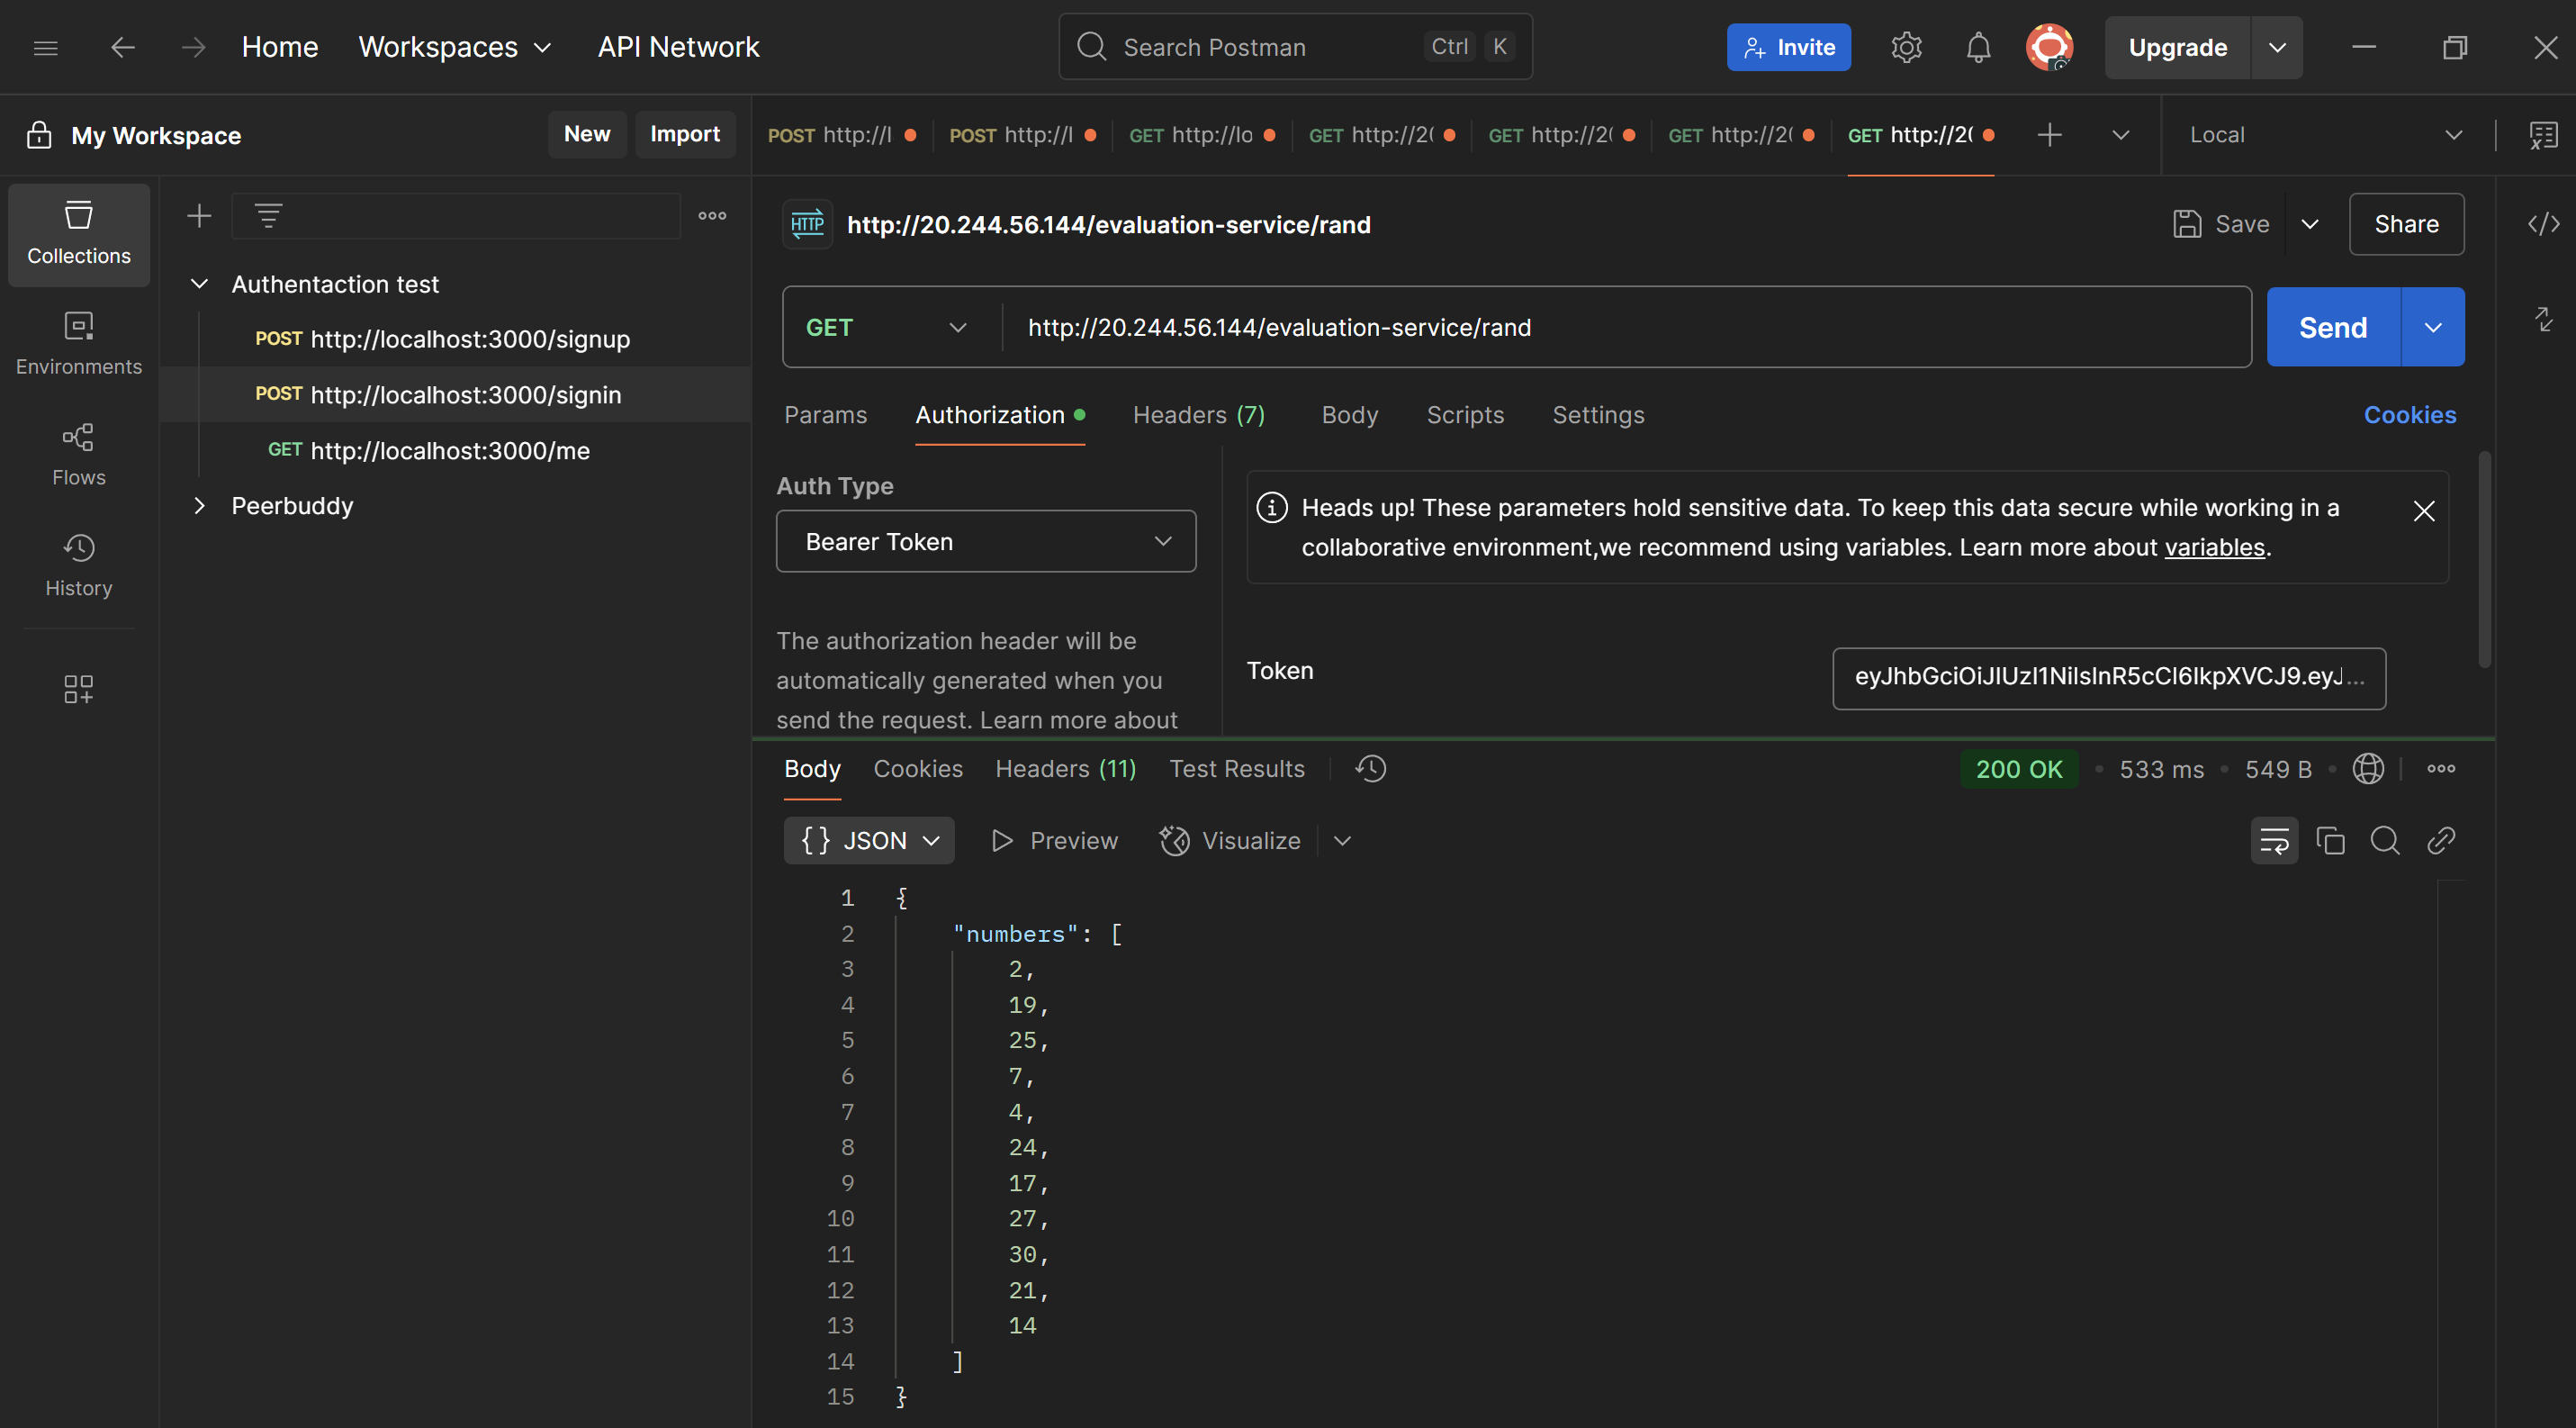 Home Workspaces API Network Search Postman Ctrl K Invite Upgrade
My Workspace New Import
POST http://l POST http://l GET http://lo GET http://2( GET http://2( GET http://2( GET http://2( Local
Collections
Environments
Flows
History
Authentaction test
POST http://localhost:3000/signup
POST http://localhost:3000/signin
GET http://localhost:3000/me
Peerbuddy
HTTP http://20.244.56.144/evaluation-service/rand Save Share
GET http://20.244.56.144/evaluation-service/rand Send
Params Authorization Headers (7) Body Scripts Settings Cookies
Auth Type
Bearer Token
The authorization header will be
automatically generated when you
send the request. Learn more about
Heads up! These parameters hold sensitive data. To keep this data secure while working in a
collaborative environment,we recommend using variables. Learn more about variables.
Token eyJhbGciOiJIUzI1NiIsInR5cCI6IkpXVCJ9.eyJ...
Body Cookies Headers (11) Test Results 200 OK • 533 ms • 549 B •
{} JSON Preview Visualize
1 {
2 "numbers": [
3 2,
4 19,
5 25,
6 7,
7 4,
8 24,
9 17,
10 27,
11 30,
12 21,
13 14
14 ]
15 }